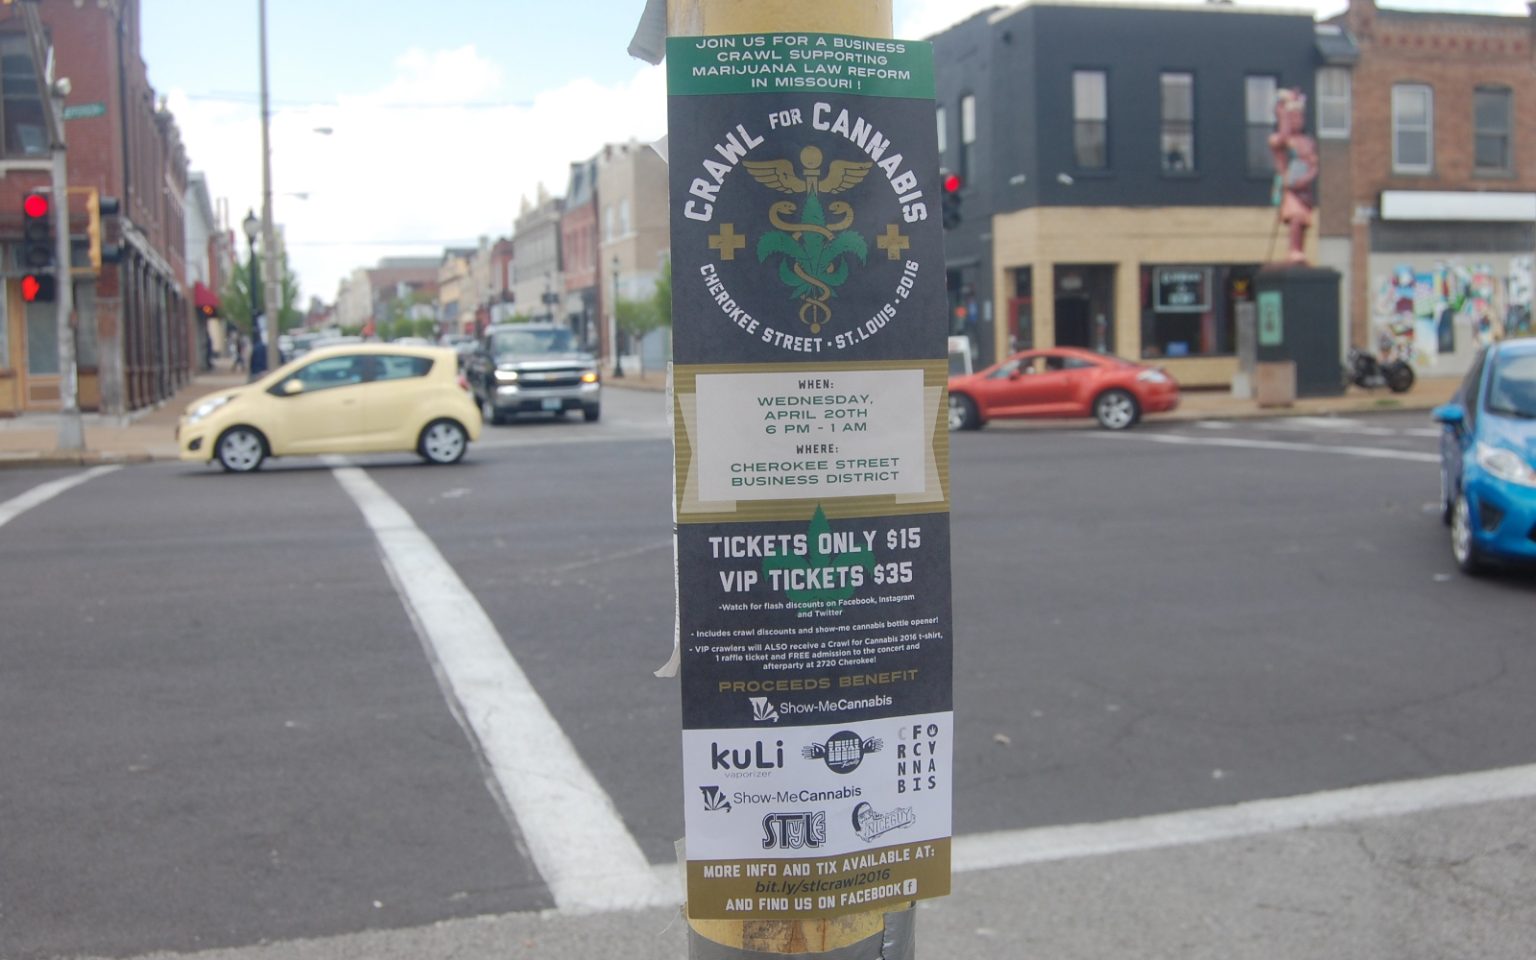 JOIN US FOR A BUSINESS
CRAWL SUPPORTING
MARIJUANA LAW REFORM
IN MISSOURI !
CRAWL FOR CANNABIS
CHEROKEE STREET • ST. LOUIS • 2016
WHEN:
WEDNESDAY,
APRIL 20TH
6 PM - 1 AM
WHERE:
CHEROKEE STREET
BUSINESS DISTRICT
TICKETS ONLY $15
VIP TICKETS $35
-Watch for flash discounts on Facebook, Instagram
and Twitter
- Includes crawl discounts and show-me cannabis bottle opener!
- VIP crawlers will ALSO receive a Crawl for Cannabis 2016 t-shirt,
1 raffle ticket and FREE admission to the concert and
afterparty at 2720 Cherokee!
PROCEEDS BENEFIT
Show-MeCannabis
kuLi
vaporizer
LOYAL
Family
C F O
R O V
N C A
N N A
B I S
Show-MeCannabis
STyLE
NICEGUY
MORE INFO AND TIX AVAILABLE AT:
bit.ly/stlcrawl2016
AND FIND US ON FACEBOOK f